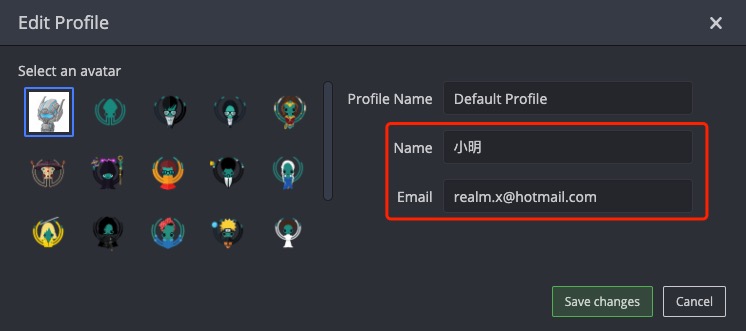 Edit Profile
Select an avatar
Profile Name Default Profile
Name 小明
Email realm.x@hotmail.com
Save changes Cancel